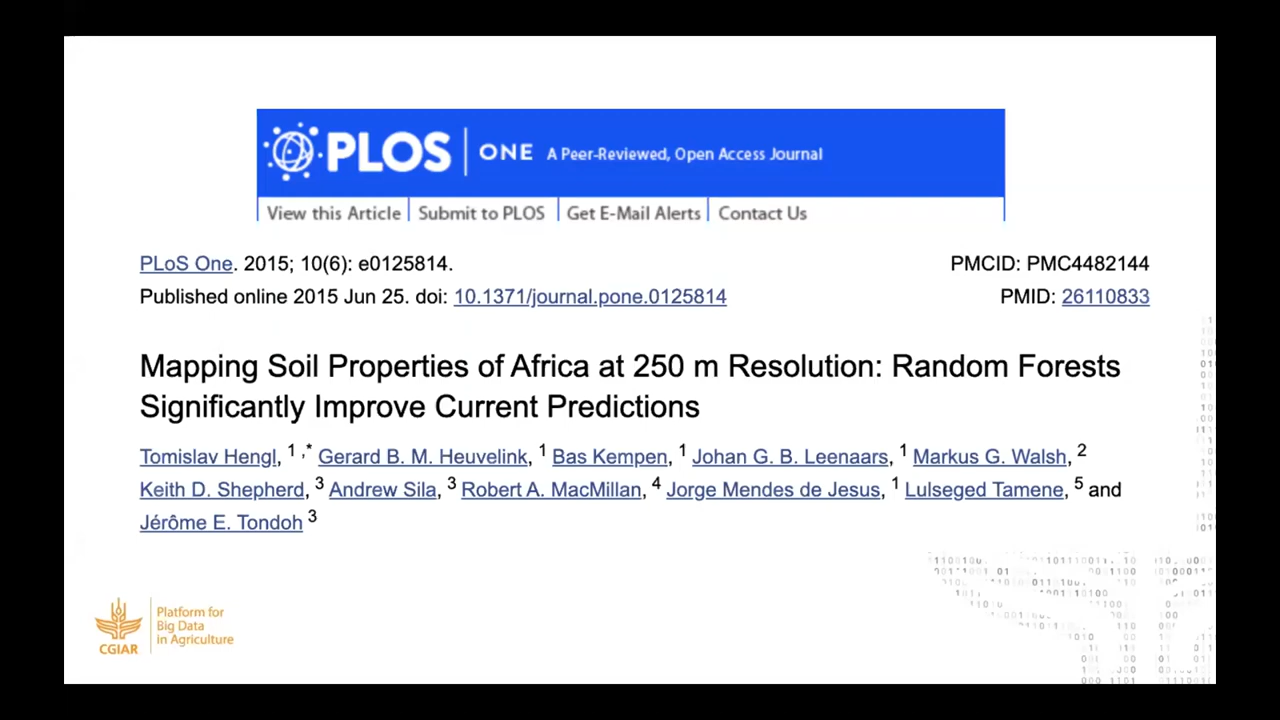 PLOS ONE A Peer-Reviewed, Open Access Journal
View this Article Submit to PLOS Get E-Mail Alerts Contact Us
PLoS One. 2015; 10(6): e0125814. PMCID: PMC4482144
Published online 2015 Jun 25. doi: 10.1371/journal.pone.0125814 PMID: 26110833
Mapping Soil Properties of Africa at 250 m Resolution: Random Forests
Significantly Improve Current Predictions
Tomislav Hengl, 1 ,* Gerard B. M. Heuvelink, 1 Bas Kempen, 1 Johan G. B. Leenaars, 1 Markus G. Walsh, 2
Keith D. Shepherd, 3 Andrew Sila, 3 Robert A. MacMillan, 4 Jorge Mendes de Jesus, 1 Lulseged Tamene, 5 and
Jérôme E. Tondoh 3
CGIAR
Platform for
Big Data
in Agriculture